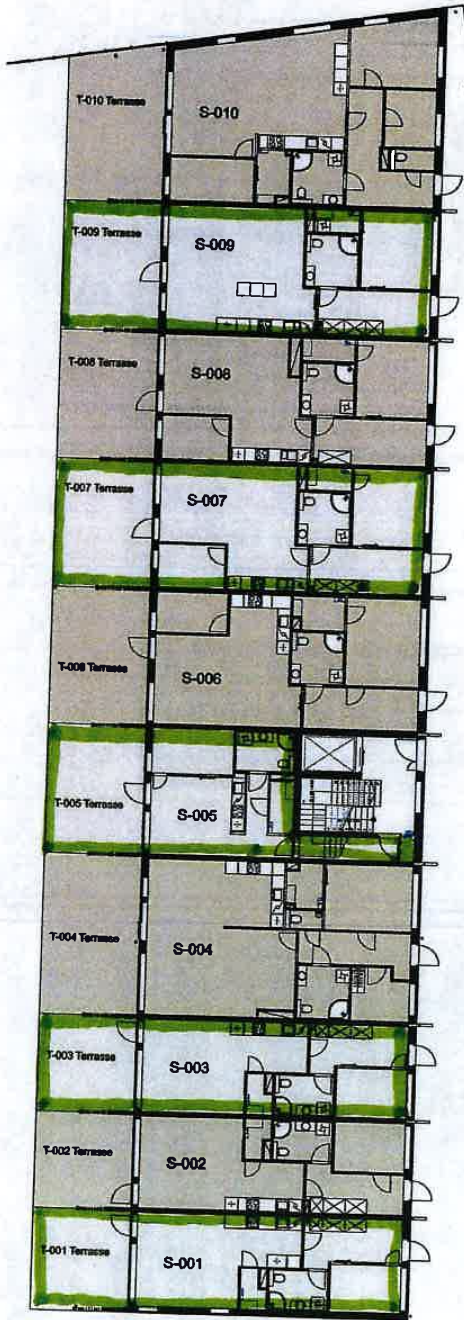 T-010 Terrasse
S-010
T-009 Terrasse
S-009
T-008 Terrasse
S-008
T-007 Terrasse
S-007
T-006 Terrasse
S-006
T-005 Terrasse
S-005
T-004 Terrasse
S-004
T-003 Terrasse
S-003
T-002 Terrasse
S-002
T-001 Terrasse
S-001